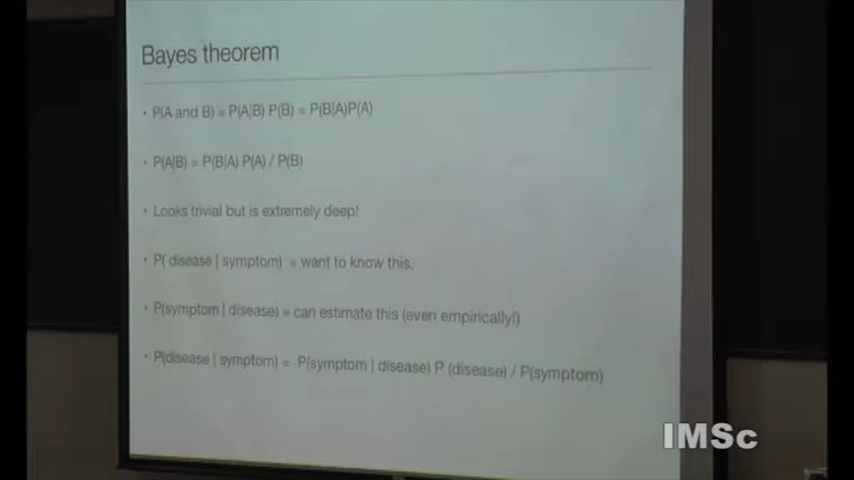 Bayes theorem
• P(A and B) = P(A|B) P(B) = P(B|A)P(A)
• P(A|B) = P(B|A) P(A) / P(B)
• Looks trivial but is extremely deep!
• P( disease | symptom) = want to know this.
• P(symptom | disease) = can estimate this (even empirically!)
• P(disease | symptom) = P(symptom | disease) P (disease) / P(symptom)
IMSc